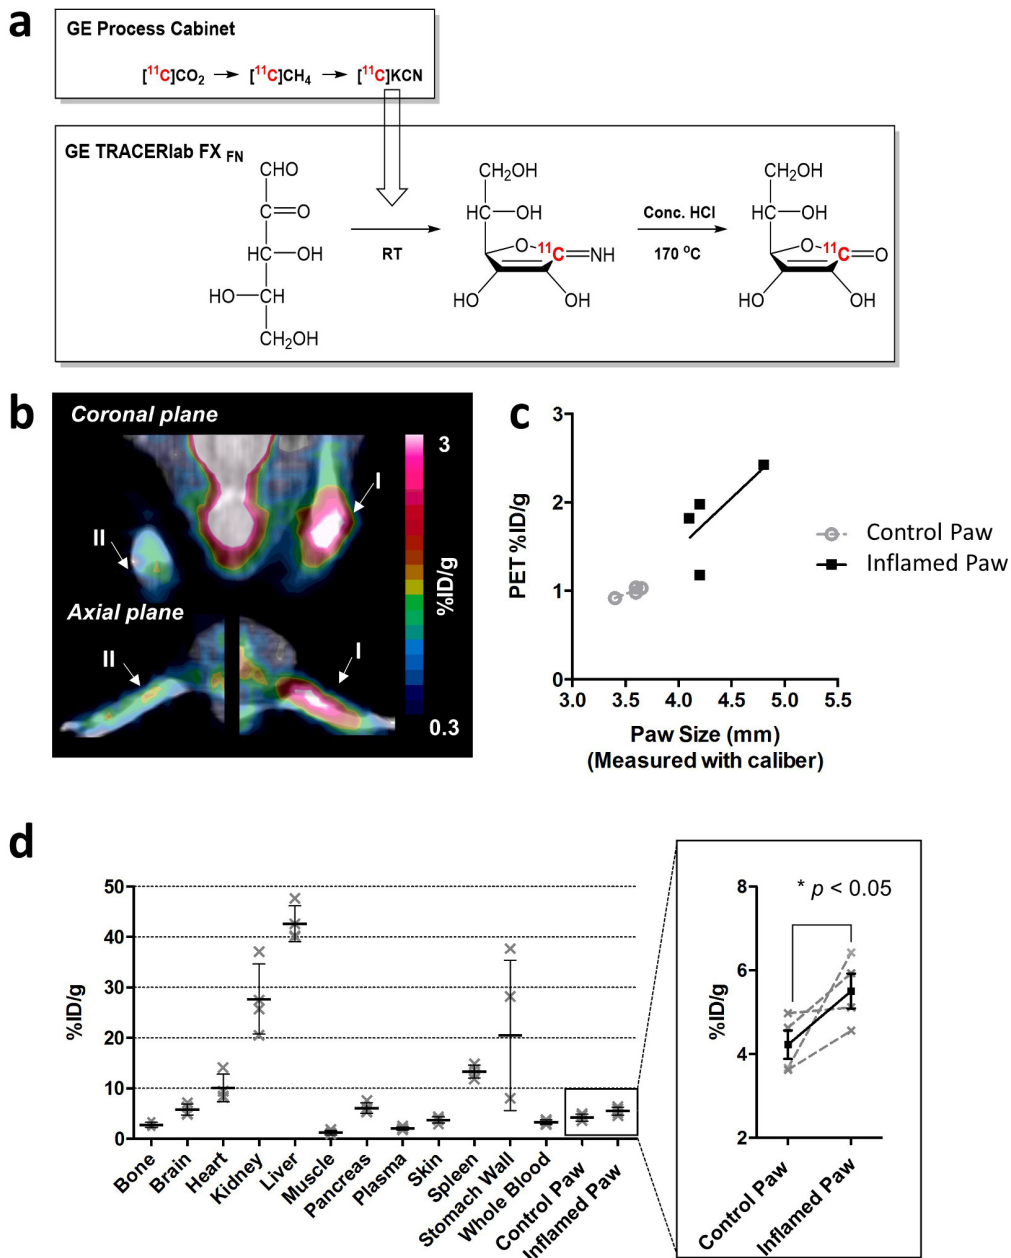 a
GE Process Cabinet
[11C]CO2 → [11C]CH4 → [11C]KCN
GE TRACERlab FX FN
CHO
C=O
HC—OH
HO—CH
CH2OH
RT
CH2OH
HC—OH
O
11C=NH
HO
OH
Conc. HCl
170 °C
CH2OH
HC—OH
O
11C=O
HO
OH
b
Coronal plane
I
II
Axial plane
II
I
3
%ID/g
0.3
c
PET %ID/g
3
2
1
0
3.0 3.5 4.0 4.5 5.0 5.5
Paw Size (mm)
(Measured with caliber)
Control Paw
Inflamed Paw
d
%ID/g
50
40
30
20
10
0
Bone
Brain
Heart
Kidney
Liver
Muscle
Pancreas
Plasma
Skin
Spleen
Stomach Wall
Whole Blood
Control Paw
Inflamed Paw
* p < 0.05
%ID/g
8
6
4
2
Control Paw
Inflamed Paw